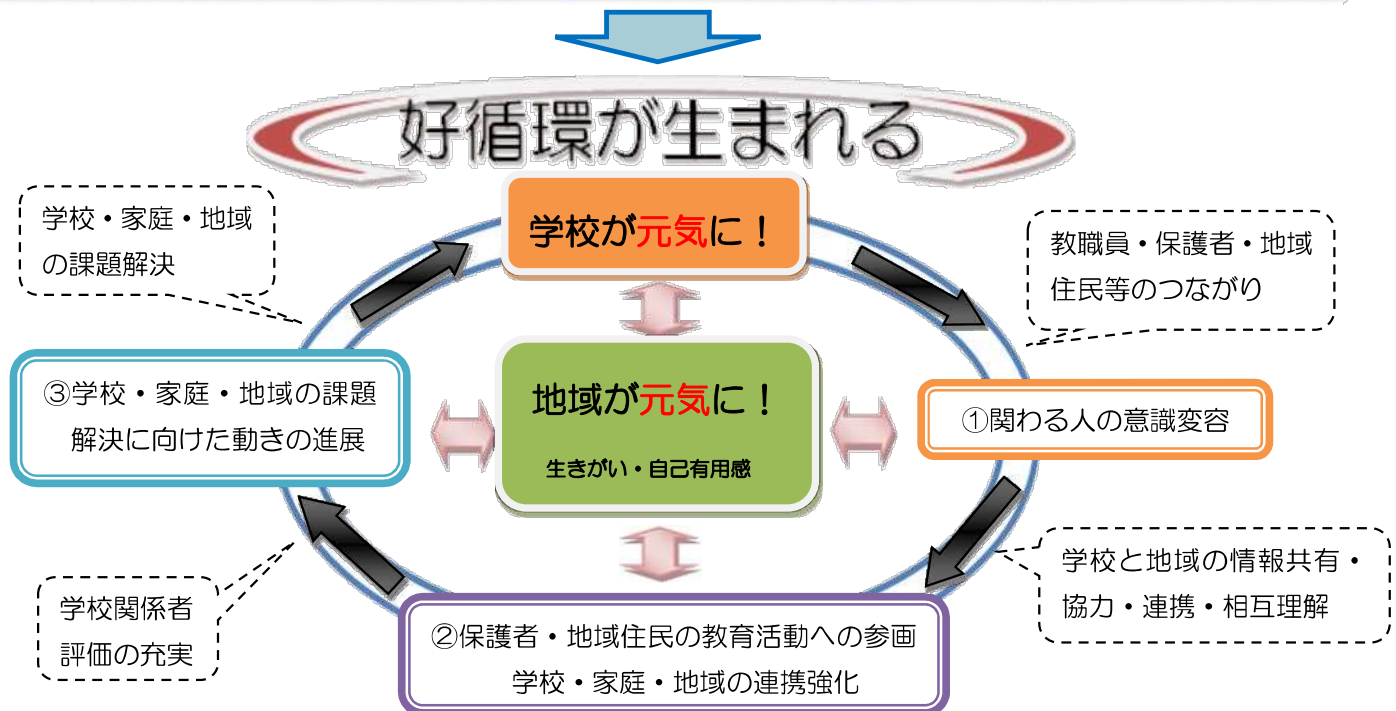 好循環が生まれる
学校が元気に！
学校・家庭・地域
の課題解決
教職員・保護者・地域
住民等のつながり
地域が元気に！
生きがい・自己有用感
③学校・家庭・地域の課題
解決に向けた動きの進展
①関わる人の意識変容
学校と地域の情報共有・
協力・連携・相互理解
学校関係者
評価の充実
②保護者・地域住民の教育活動への参画
学校・家庭・地域の連携強化